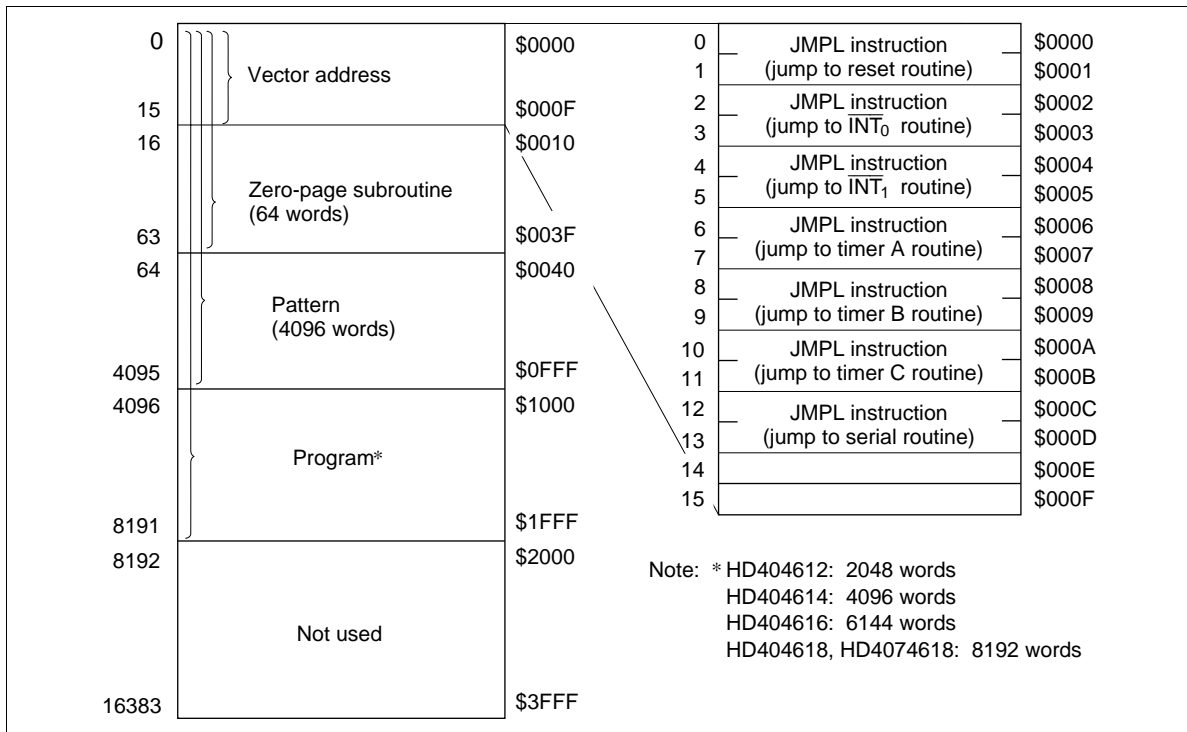 0
$0000
Vector address
15
$000F
16
$0010
Zero-page subroutine
(64 words)
63
$003F
64
$0040
Pattern
(4096 words)
4095
$0FFF
4096
$1000
Program*
8191
$1FFF
8192
$2000
Not used
16383
$3FFF
0 JMPL instruction $0000
1 (jump to reset routine) $0001
2 JMPL instruction $0002
3 (jump to I̅N̅T̅₀ routine) $0003
4 JMPL instruction $0004
5 (jump to I̅N̅T̅₁ routine) $0005
6 JMPL instruction $0006
7 (jump to timer A routine) $0007
8 JMPL instruction $0008
9 (jump to timer B routine) $0009
10 JMPL instruction $000A
11 (jump to timer C routine) $000B
12 JMPL instruction $000C
13 (jump to serial routine) $000D
14 $000E
15 $000F
Note: * HD404612: 2048 words
HD404614: 4096 words
HD404616: 6144 words
HD404618, HD4074618: 8192 words